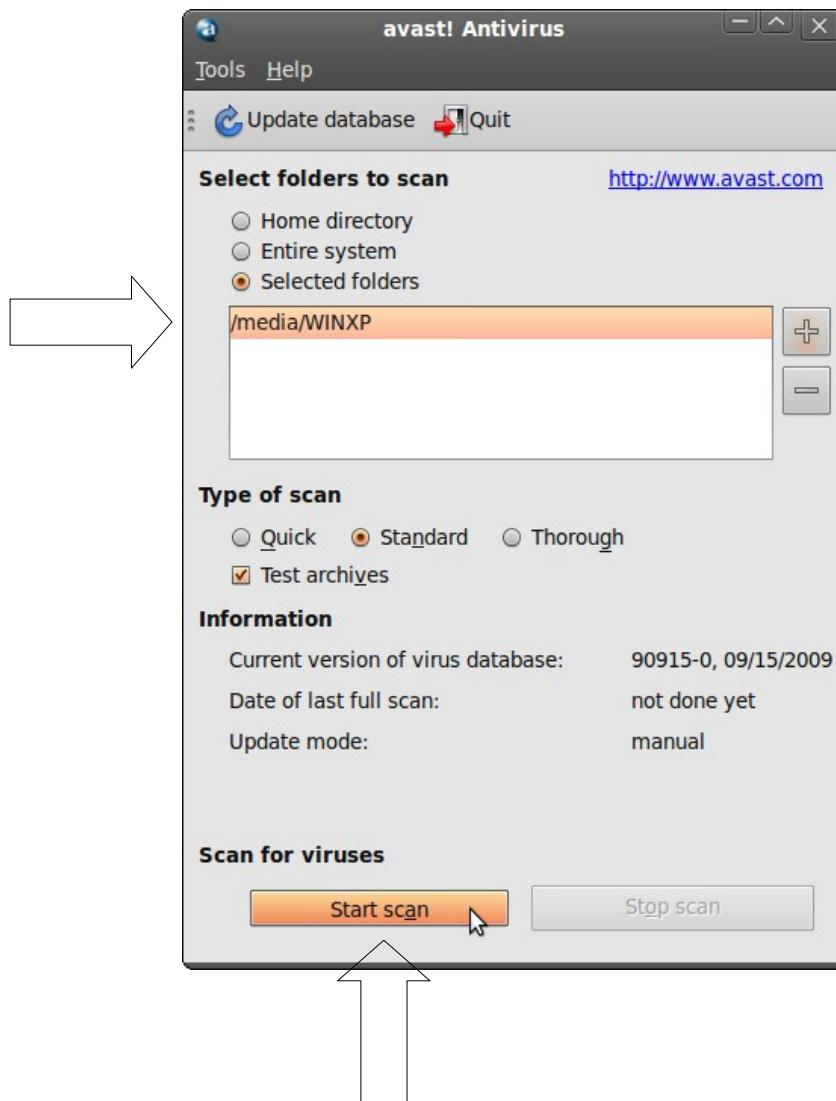 avast! Antivirus
Tools Help
Update database Quit
Select folders to scan http://www.avast.com
Home directory
Entire system
Selected folders
/media/WINXP
Type of scan
Quick Standard Thorough
Test archives
Information
Current version of virus database: 90915-0, 09/15/2009
Date of last full scan: not done yet
Update mode: manual
Scan for viruses
Start scan Stop scan